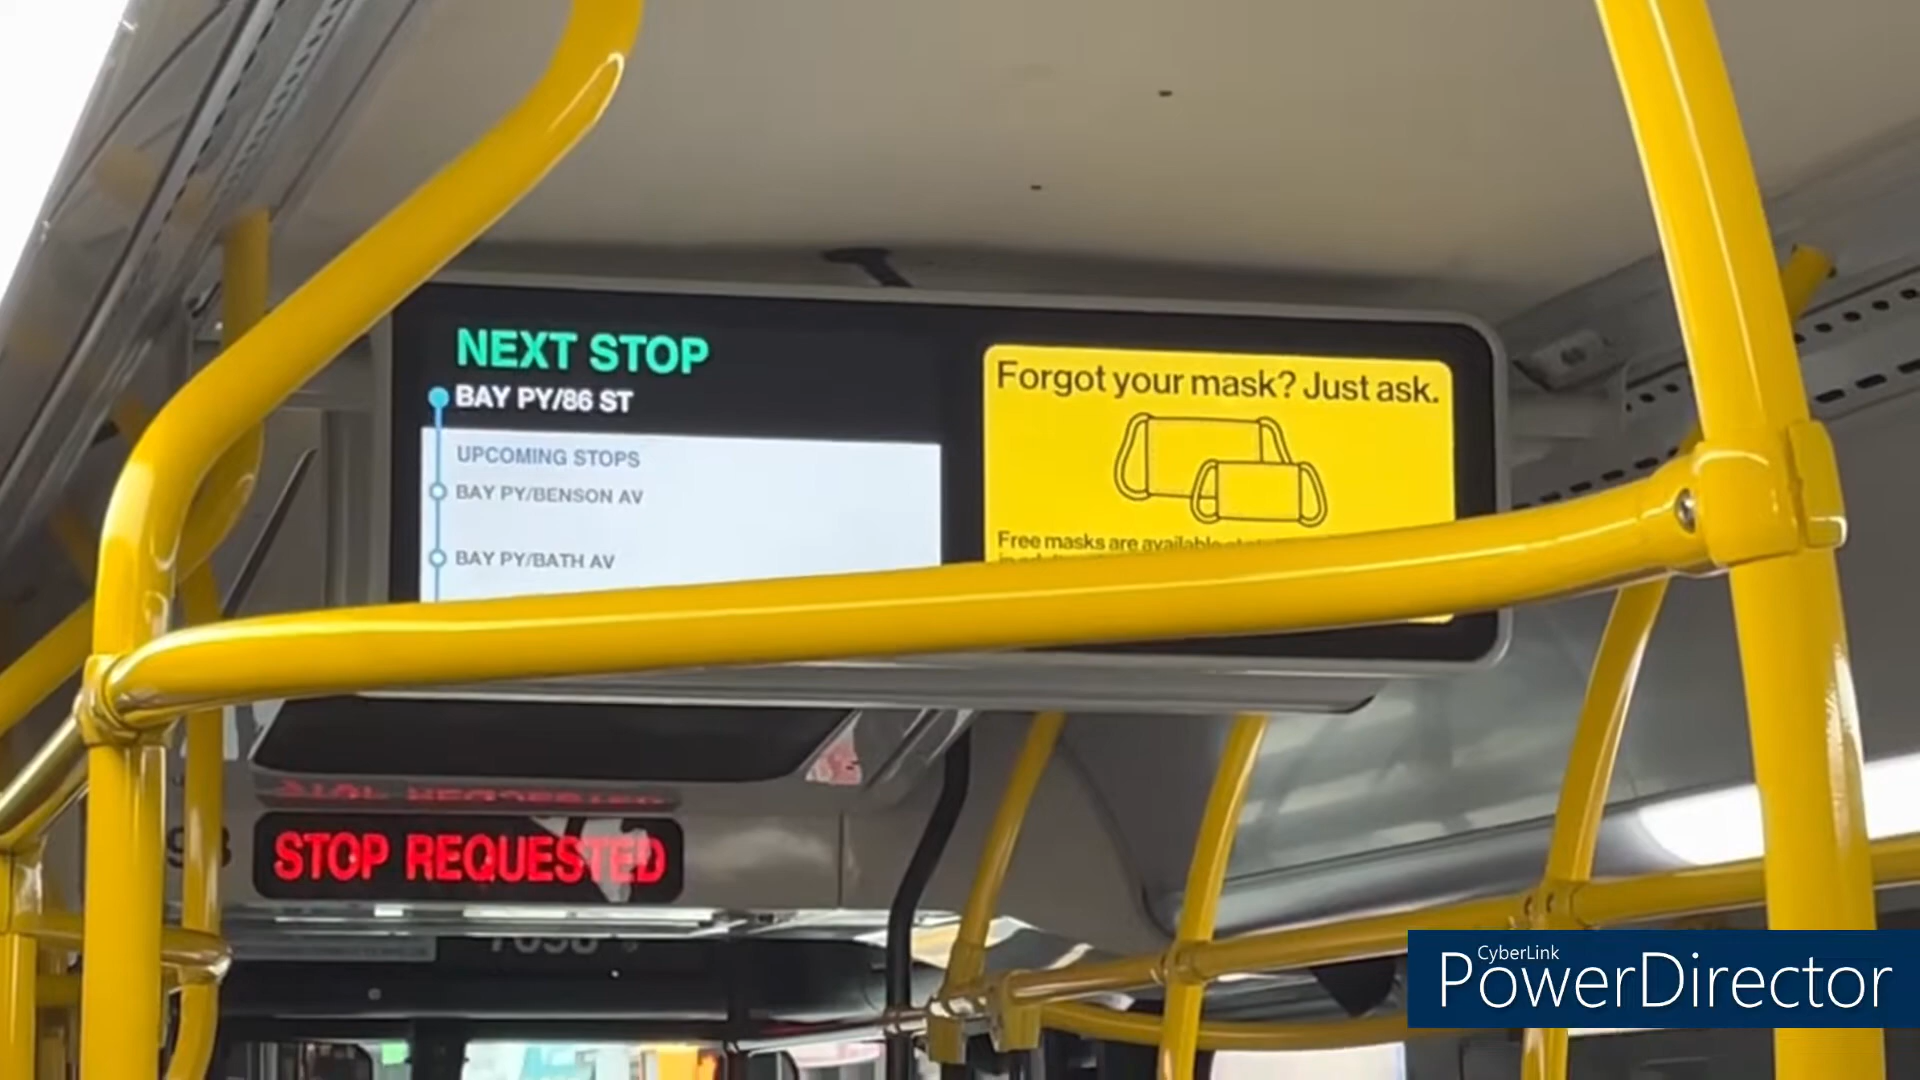 NEXT STOP
BAY PY/86 ST
UPCOMING STOPS
BAY PY/BENSON AV
BAY PY/BATH AV
Forgot your mask? Just ask.
Free masks are available
STOP REQUESTED
CyberLink
PowerDirector